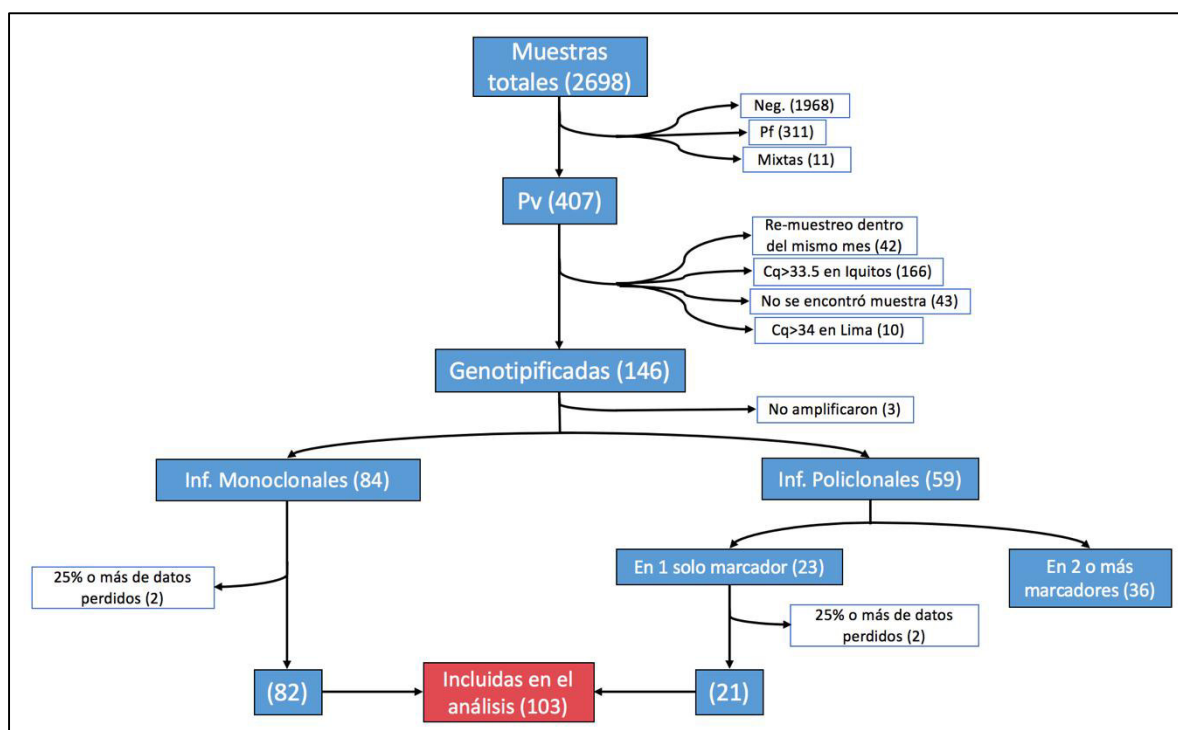 Muestras
totales (2698)
Neg. (1968)
Pf (311)
Mixtas (11)
Pv (407)
Re-muestreo dentro
del mismo mes (42)
Cq>33.5 en Iquitos (166)
No se encontró muestra (43)
Cq>34 en Lima (10)
Genotipificadas (146)
No amplificaron (3)
Inf. Monoclonales (84)
Inf. Policlonales (59)
En 1 solo marcador (23)
En 2 o más
marcadores (36)
25% o más de datos
perdidos (2)
25% o más de datos
perdidos (2)
(82)
Incluidas en el
análisis (103)
(21)